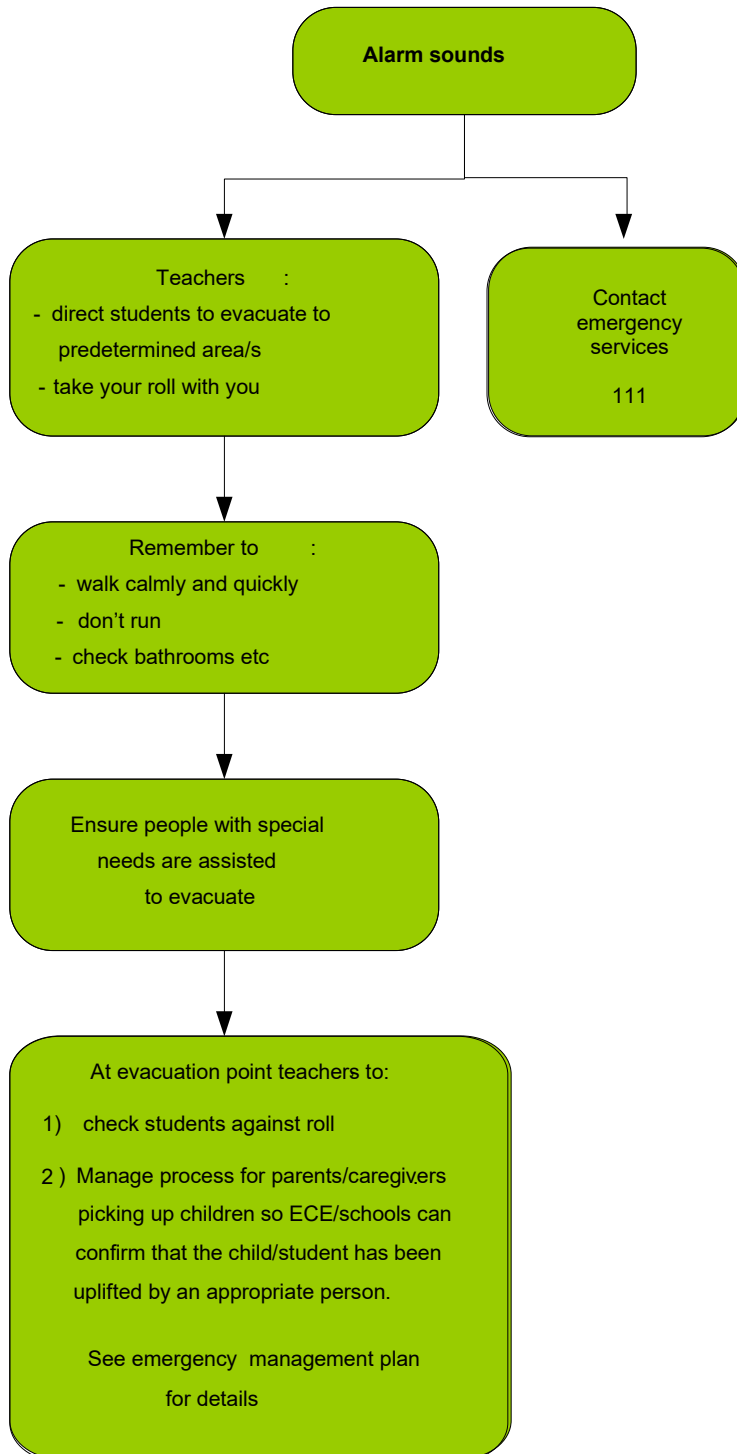 Alarm sounds
Teachers :
- direct students to evacuate to
predetermined area/s
- take your roll with you
Contact
emergency
services
111
Remember to :
- walk calmly and quickly
- don't run
- check bathrooms etc
Ensure people with special
needs are assisted
to evacuate
At evacuation point teachers to:
1) check students against roll
2 ) Manage process for parents/caregivers
picking up children so ECE/schools can
confirm that the child/student has been
uplifted by an appropriate person.
See emergency management plan
for details